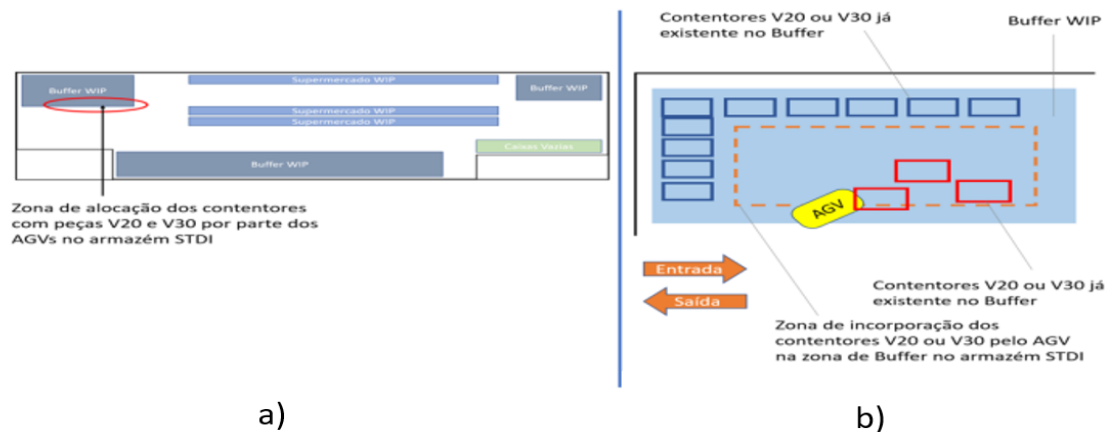 Buffer WIP
Supermercado WIP
Buffer WIP
Supermercado WIP
Supermercado WIP
Caixas Vazias
Buffer WIP
Zona de alocação dos contentores
com peças V20 e V30 por parte dos
AGVs no armazém STDI
a)
Contentores V20 ou V30 já
existente no Buffer
Buffer WIP
AGV
Entrada
Saída
Contentores V20 ou V30 já
existente no Buffer
Zona de incorporação dos
contentores V20 ou V30 pelo AGV
na zona de Buffer no armazém STDI
b)